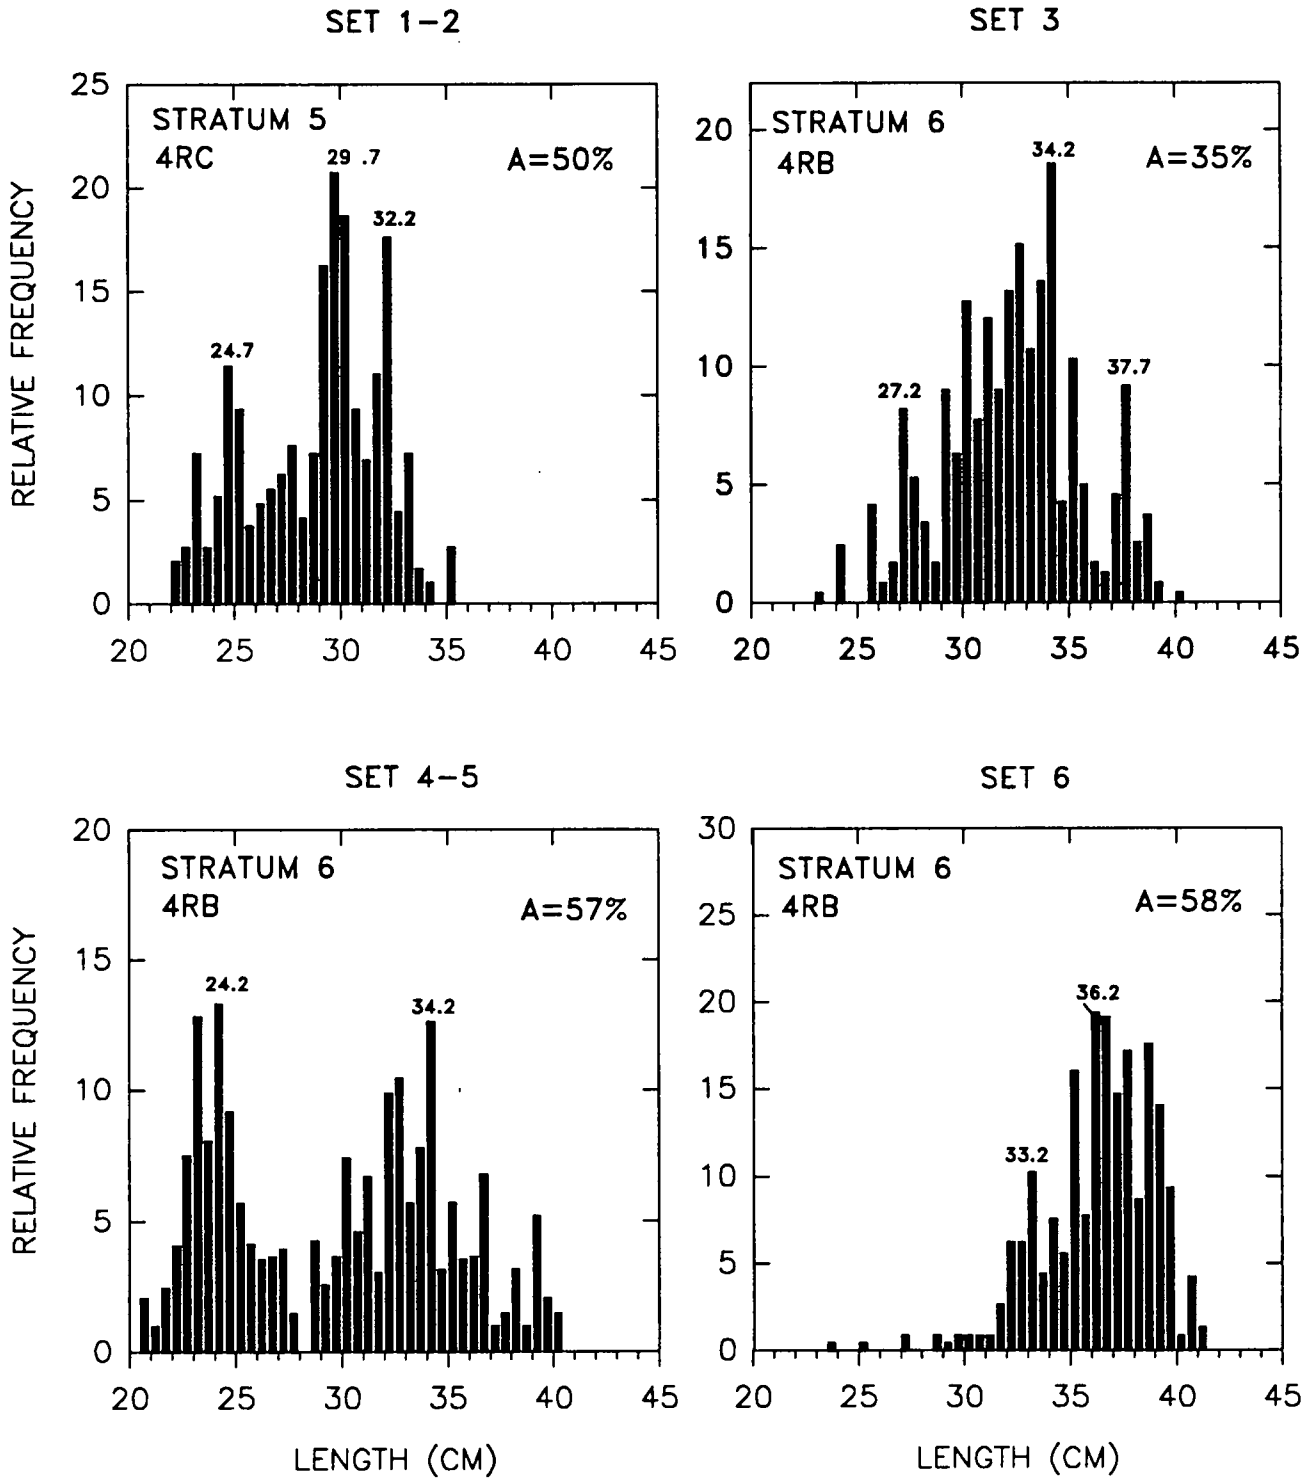 SET 1-2
25
20
15
10
5
0
RELATIVE FREQUENCY
STRATUM 5
4RC
A=50%
24.7
29 .7
32.2
20 25 30 35 40 45
SET 3
20
15
10
5
0
STRATUM 6
4RB
A=35%
27.2
34.2
37.7
20 25 30 35 40 45
SET 4-5
20
15
10
5
0
RELATIVE FREQUENCY
STRATUM 6
4RB
A=57%
24.2
34.2
20 25 30 35 40 45
LENGTH (CM)
SET 6
30
25
20
15
10
5
0
STRATUM 6
4RB
A=58%
33.2
36.2
20 25 30 35 40 45
LENGTH (CM)